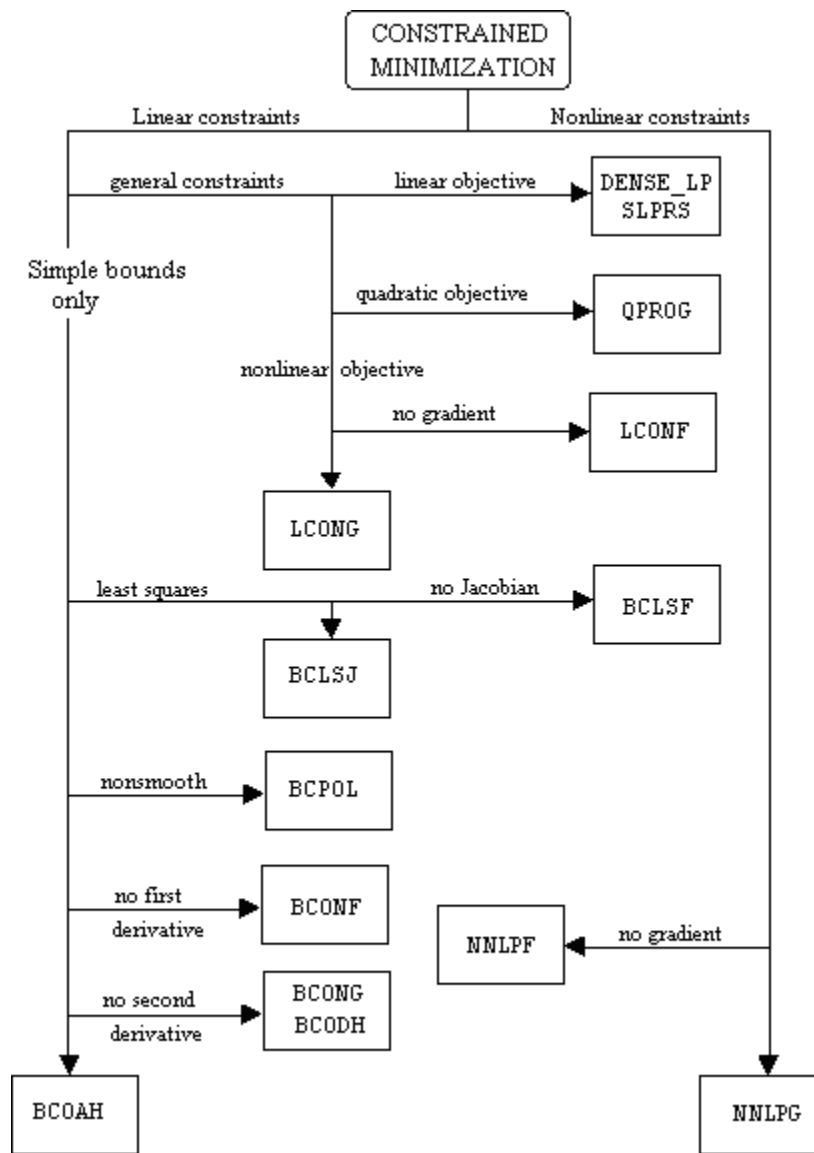 CONSTRAINED
MINIMIZATION
Linear constraints
Nonlinear constraints
general constraints
linear objective
DENSE_LP
SLPRS
Simple bounds
only
quadratic objective
QPROG
nonlinear objective
no gradient
LCONF
LCONG
least squares
no Jacobian
BCLSF
BCLSJ
nonsmooth
BCPOL
no first
derivative
BCONF
NNLPF
no gradient
no second
derivative
BCONG
BCODH
BCOAH
NNLPG